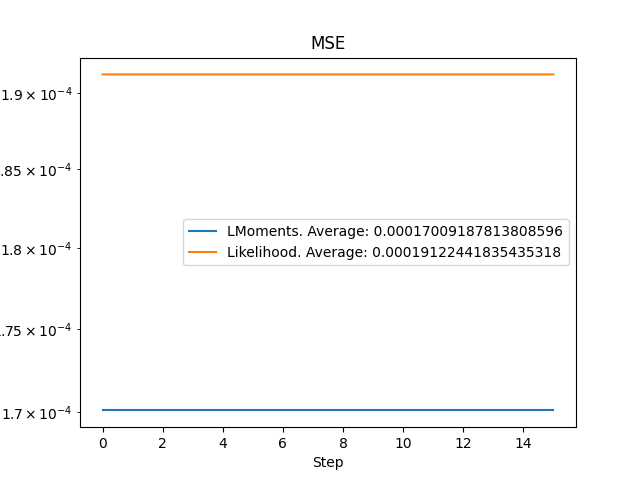 MSE
1.9 × 10⁻⁴
.85 × 10⁻⁴
1.8 × 10⁻⁴
.75 × 10⁻⁴
1.7 × 10⁻⁴
LMoments. Average: 0.00017009187813808596
Likelihood. Average: 0.00019122441835435318
0 2 4 6 8 10 12 14
Step